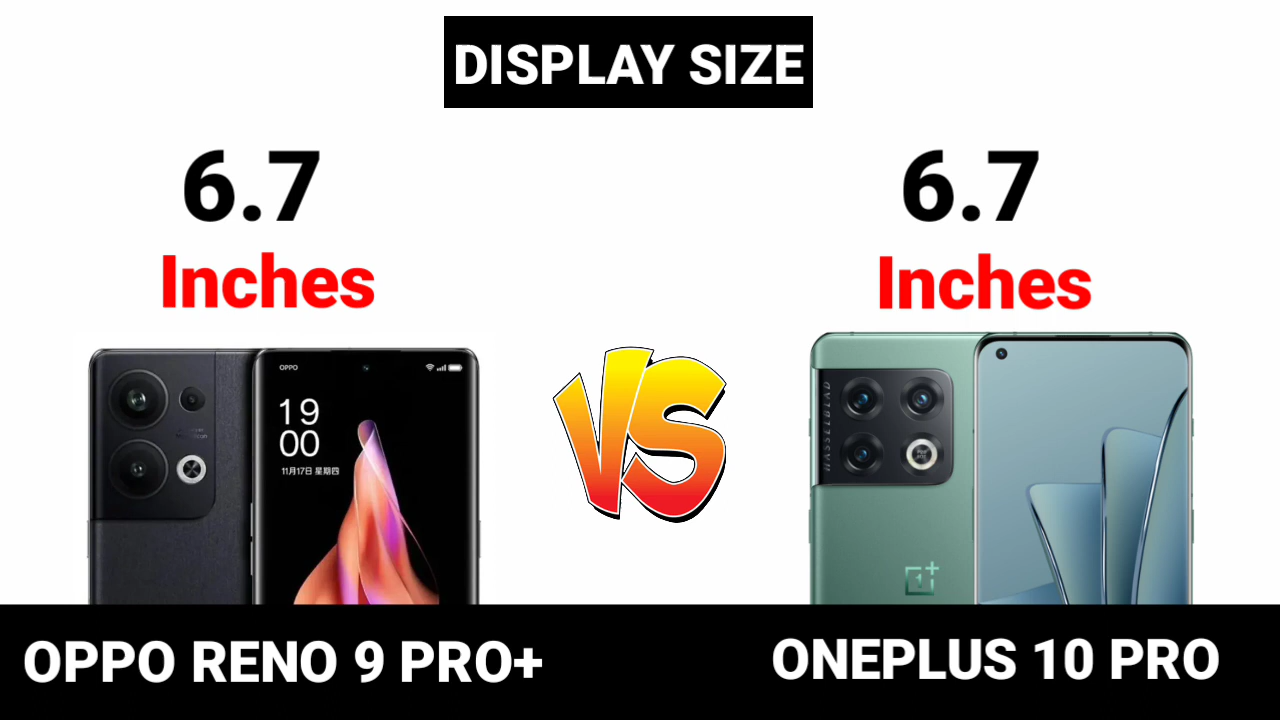 DISPLAY SIZE
6.7
Inches
6.7
Inches
OPPO
19
00
11月17日 星期四
VS
HASSELBLAD
OPPO RENO 9 PRO+
ONEPLUS 10 PRO